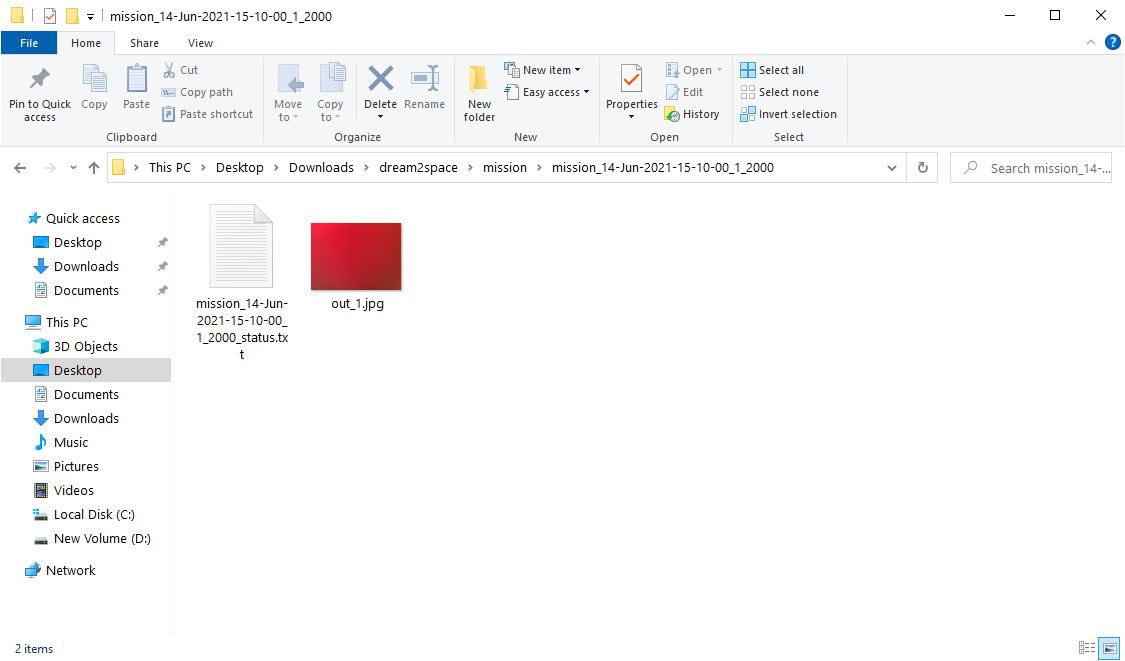 mission_14-Jun-2021-15-10-00_1_2000
File Home Share View
Pin to Quick access
Copy
Paste
Cut
Copy path
Paste shortcut
Clipboard
Move to
Copy to
Delete
Rename
Organize
New folder
New item
Easy access
New
Properties
Open
Edit
History
Open
Select all
Select none
Invert selection
Select
This PC > Desktop > Downloads > dream2space > mission > mission_14-Jun-2021-15-10-00_1_2000
Search mission_14-...
Quick access
Desktop
Downloads
Documents
This PC
3D Objects
Desktop
Documents
Downloads
Music
Pictures
Videos
Local Disk (C:)
New Volume (D:)
Network
mission_14-Jun-
2021-15-10-00_
1_2000_status.tx
t
out_1.jpg
2 items